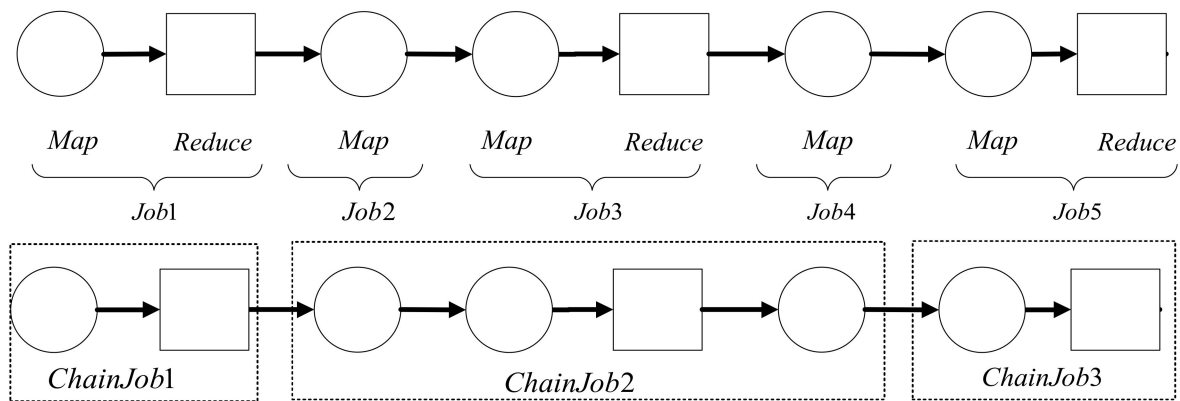 Map Reduce Map Map Reduce Map Map Reduce
Job1 Job2 Job3 Job4 Job5
ChainJob1 ChainJob2 ChainJob3